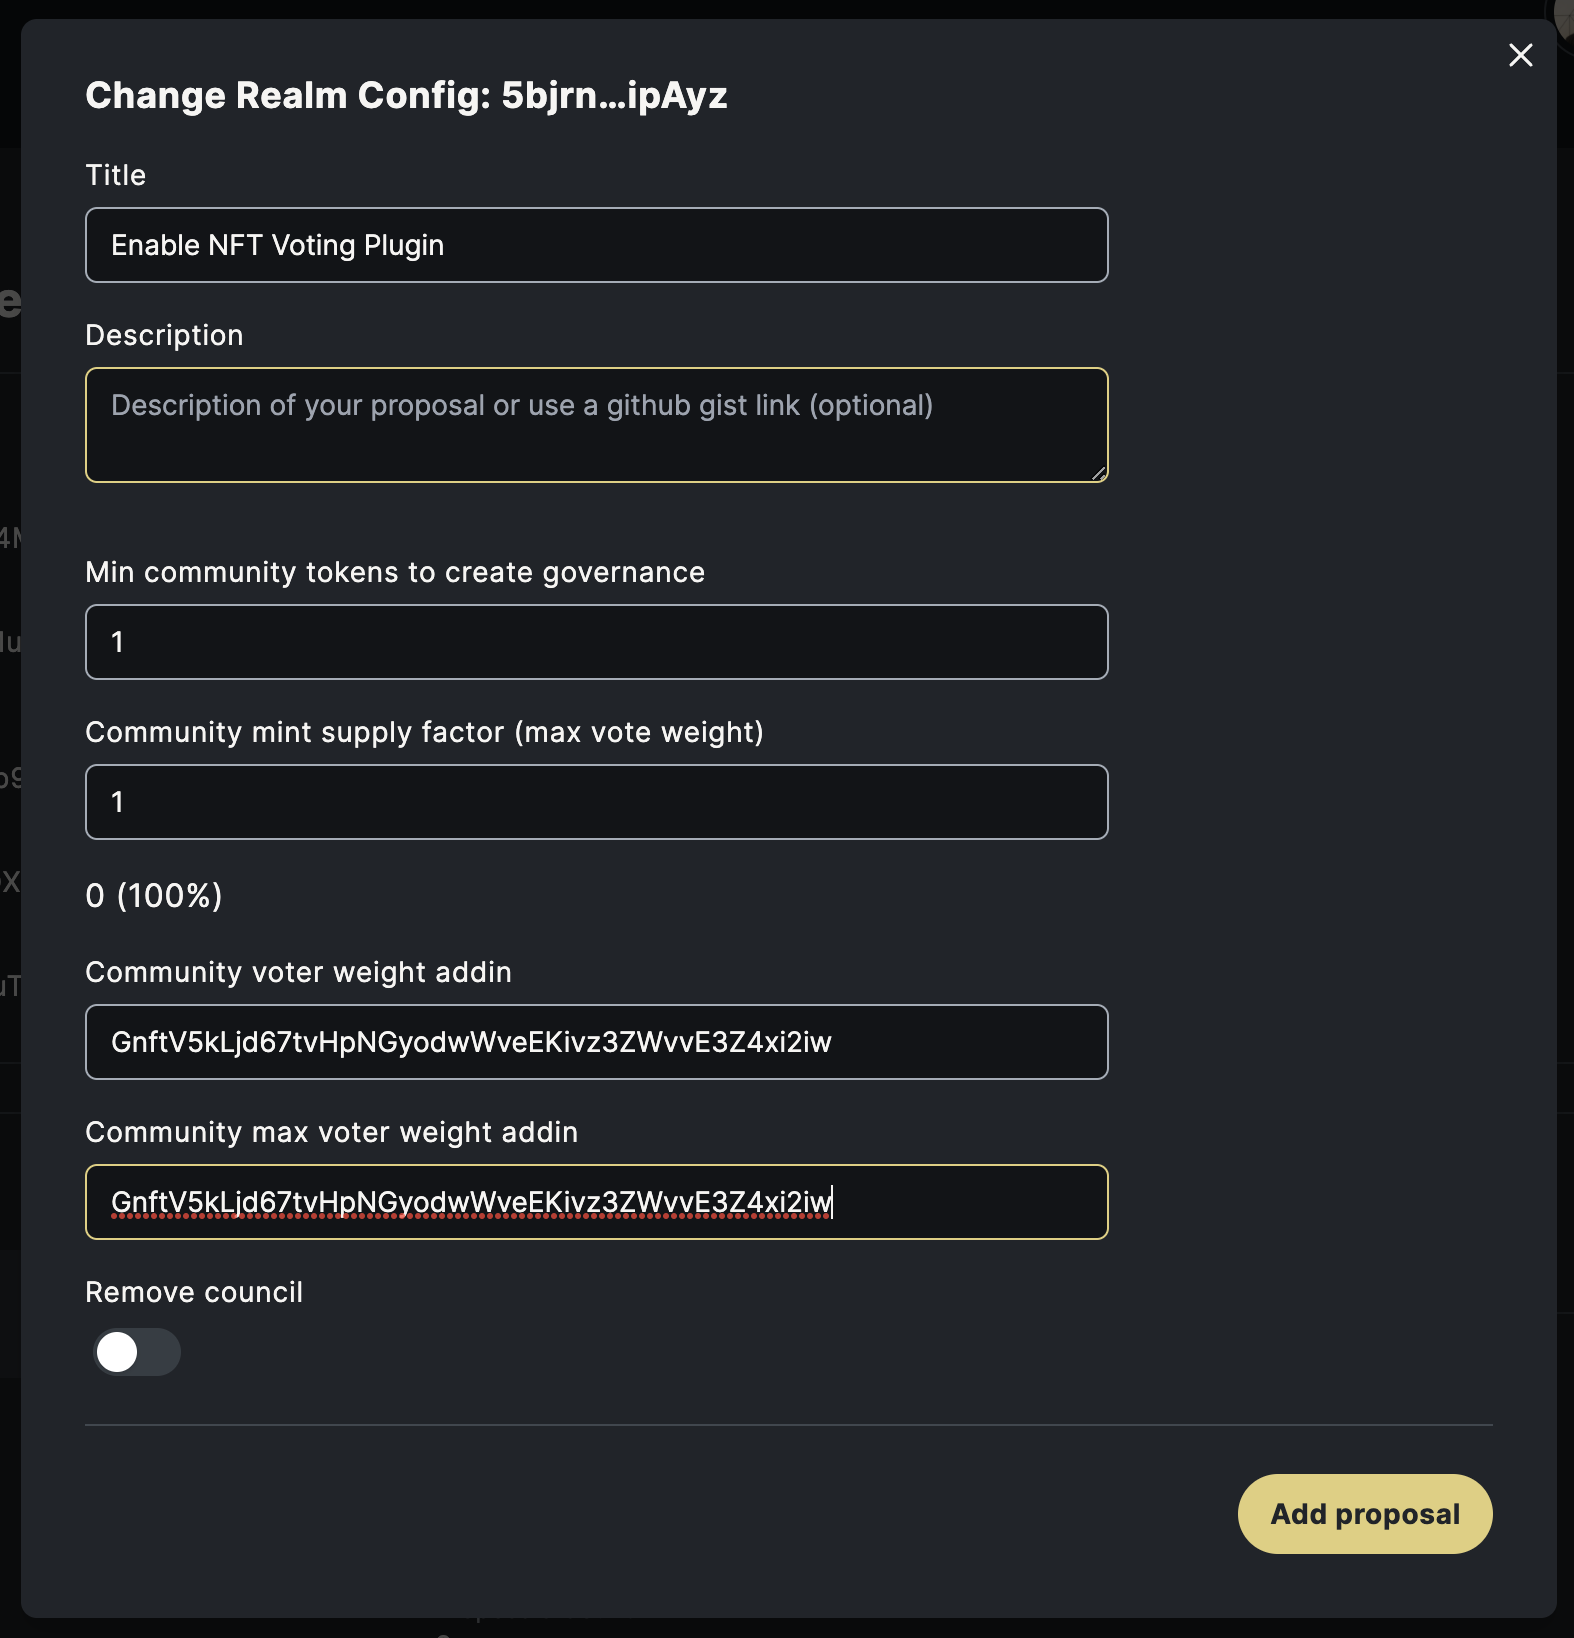 Change Realm Config: 5bjrn...ipAyz
Title
Enable NFT Voting Plugin
Description
Description of your proposal or use a github gist link (optional)
Min community tokens to create governance
1
Community mint supply factor (max vote weight)
1
0 (100%)
Community voter weight addin
GnftV5kLjd67tvHpNGyodwWveEKivz3ZWvvE3Z4xi2iw
Community max voter weight addin
GnftV5kLjd67tvHpNGyodwWveEKivz3ZWvvE3Z4xi2iw
Remove council
Add proposal